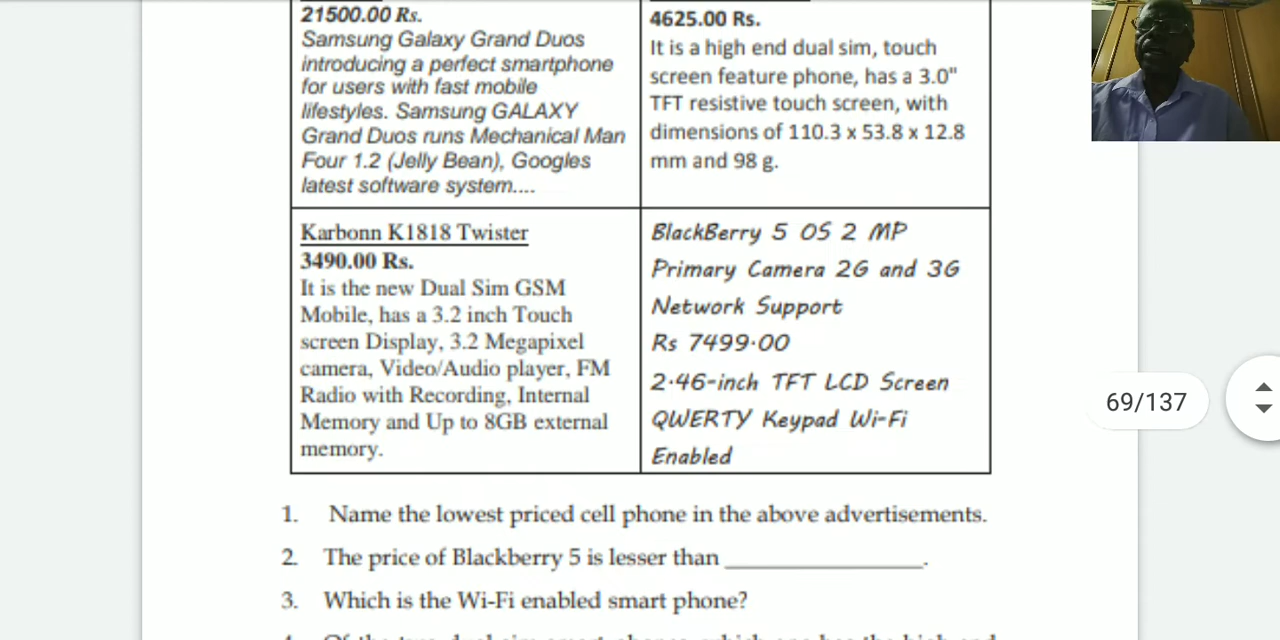 21500.00 Rs.
Samsung Galaxy Grand Duos
introducing a perfect smartphone
for users with fast mobile
lifestyles. Samsung GALAXY
Grand Duos runs Mechanical Man
Four 1.2 (Jelly Bean), Googles
latest software system....
4625.00 Rs.
It is a high end dual sim, touch
screen feature phone, has a 3.0"
TFT resistive touch screen, with
dimensions of 110.3 x 53.8 x 12.8
mm and 98 g.
Karbonn K1818 Twister
3490.00 Rs.
It is the new Dual Sim GSM
Mobile, has a 3.2 inch Touch
screen Display, 3.2 Megapixel
camera, Video/Audio player, FM
Radio with Recording, Internal
Memory and Up to 8GB external
memory.
BlackBerry 5 OS 2 MP
Primary Camera 2G and 3G
Network Support
Rs 7499.00
2.46-inch TFT LCD Screen
QWERTY Keypad Wi-Fi
Enabled
69/137
1. Name the lowest priced cell phone in the above advertisements.
2. The price of Blackberry 5 is lesser than ____________________.
3. Which is the Wi-Fi enabled smart phone?